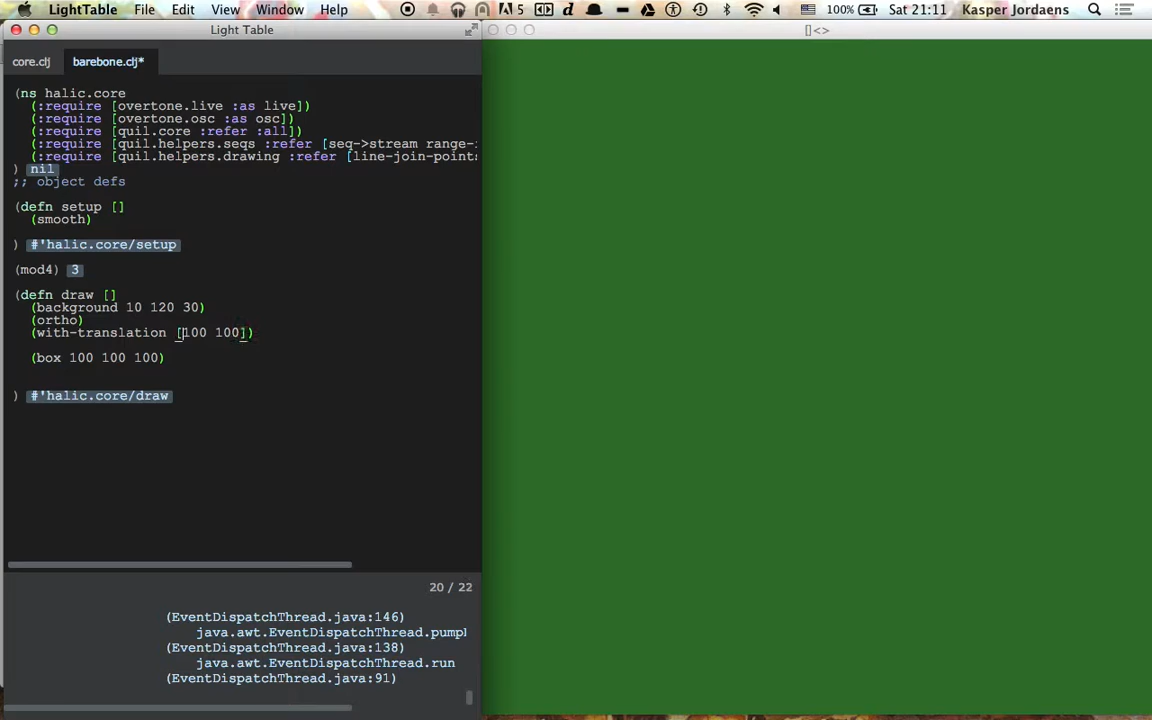 LightTable File Edit View Window Help 5 100% Sat 21:11 Kasper Jordaens
Light Table
[]<>
core.clj barebone.clj*
(ns halic.core
(:require [overtone.live :as live])
(:require [overtone.osc :as osc])
(:require [quil.core :refer :all])
(:require [quil.helpers.seqs :refer [seq->stream range-
(:require [quil.helpers.drawing :refer [line-join-point
) nil
;; object defs
(defn setup []
(smooth)
) #'halic.core/setup
(mod4) 3
(defn draw []
(background 10 120 30)
(ortho)
(with-translation [100 100])
(box 100 100 100)
) #'halic.core/draw
20 / 22
(EventDispatchThread.java:146)
java.awt.EventDispatchThread.pump
(EventDispatchThread.java:138)
java.awt.EventDispatchThread.run
(EventDispatchThread.java:91)